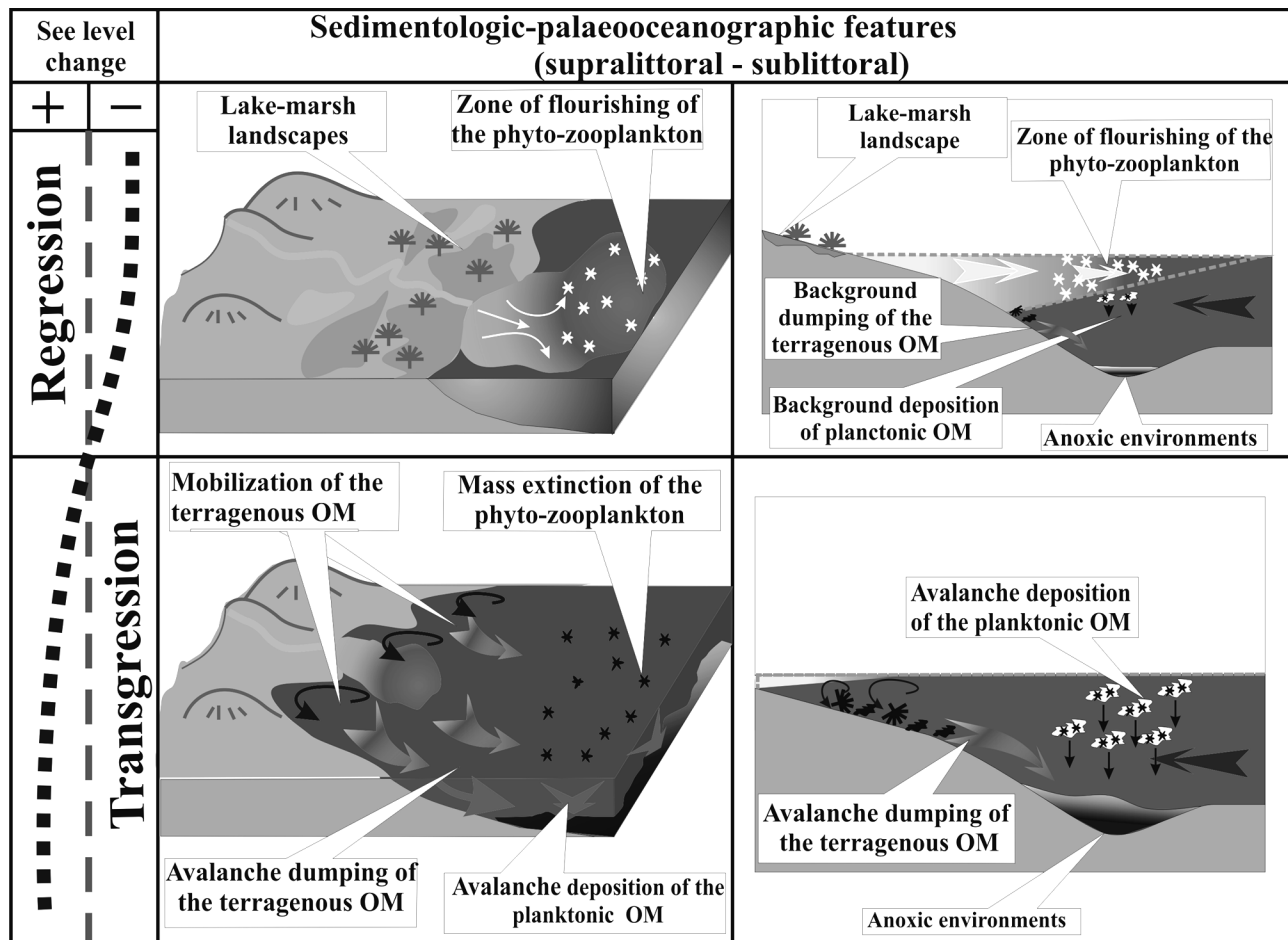 See level
change
Sedimentologic-palaeooceanographic features
(supralittoral - sublittoral)
+
−
Regression
Lake-marsh
landscapes
Zone of flourishing of
the phyto-zooplankton
Lake-marsh
landscape
Zone of flourishing of the
phyto-zooplankton
Background
dumping of the
terragenous OM
Background deposition
of planctonic OM
Anoxic environments
Transgression
Mobilization of the
terragenous OM
Mass extinction of the
phyto-zooplankton
Avalanche dumping of
the terragenous OM
Avalanche deposition of the
planktonic OM
Avalanche deposition
of the planktonic OM
Avalanche dumping of
the terragenous OM
Anoxic environments